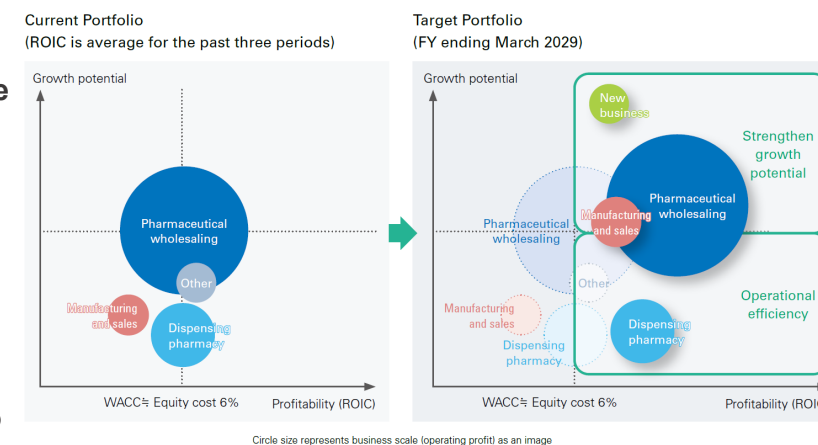 Current Portfolio
(ROIC is average for the past three periods)
Growth potential
Pharmaceutical
wholesaling
Other
Manufacturing
and sales
Dispensing
pharmacy
WACC≒ Equity cost 6%
Profitability (ROIC)
Target Portfolio
(FY ending March 2029)
Growth potential
New
business
Strengthen
growth
potential
Pharmaceutical
wholesaling
Manufacturing
and sales
Pharmaceutical
wholesaling
Other
Manufacturing
and sales
Dispensing
pharmacy
Dispensing
pharmacy
Operational
efficiency
WACC≒ Equity cost 6%
Profitability (ROIC
Circle size represents business scale (operating profit) as an image